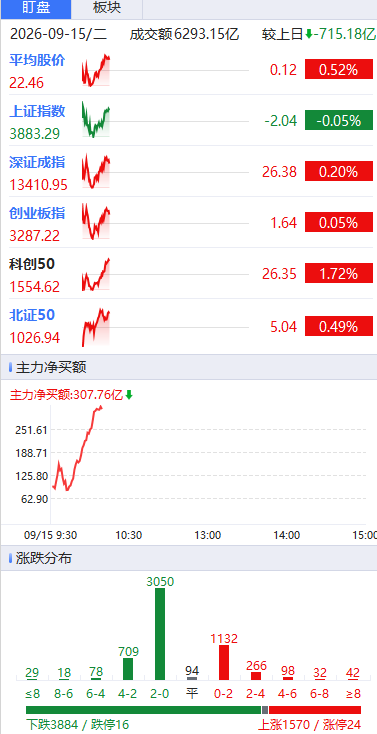 盯盘 板块
2026-09-15/二 成交额6293.15亿 较上日-715.18亿
平均股价
22.46 0.12 0.52%
上证指数
3883.29 -2.04 -0.05%
深证成指
13410.95 26.38 0.20%
创业板指
3287.22 1.64 0.05%
科创50
1554.62 26.35 1.72%
北证50
1026.94 5.04 0.49%
主力净买额
主力净买额:307.76亿
251.61
188.71
125.80
62.90
09/15 9:30 10:30 13:00 14:00 15:00
涨跌分布
29 18 78 709 3050 94 1132 266 98 32 42
≤8 8-6 6-4 4-2 2-0 平 0-2 2-4 4-6 6-8 ≥8
下跌3884 / 跌停16 上涨1570 / 涨停24